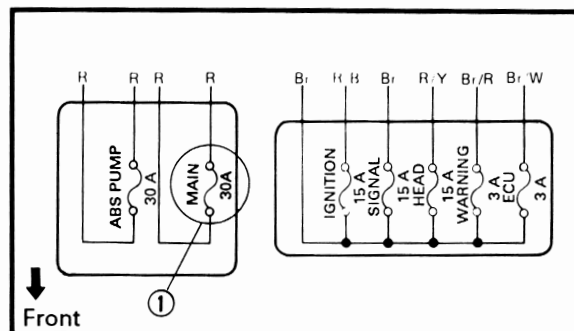 R R R R Br R/B Br R/Y Br/R Br/W
ABS PUMP
30 A
MAIN
30A
IGNITION
15 A
SIGNAL
15 A
HEAD
15 A
WARNING
3 A
ECU
3 A
1
Front